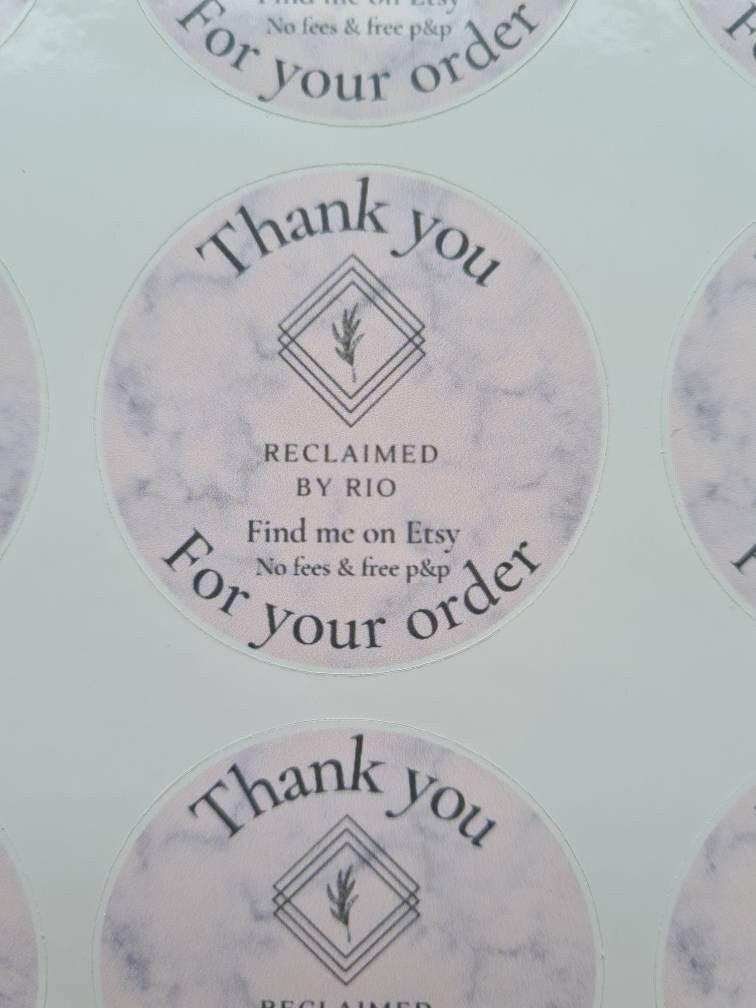 Find me on Etsy
No fees & free p&p
For your order
Thank you
RECLAIMED
BY RIO
Find me on Etsy
No fees & free p&p
For your order
Thank you
RECLAIMED